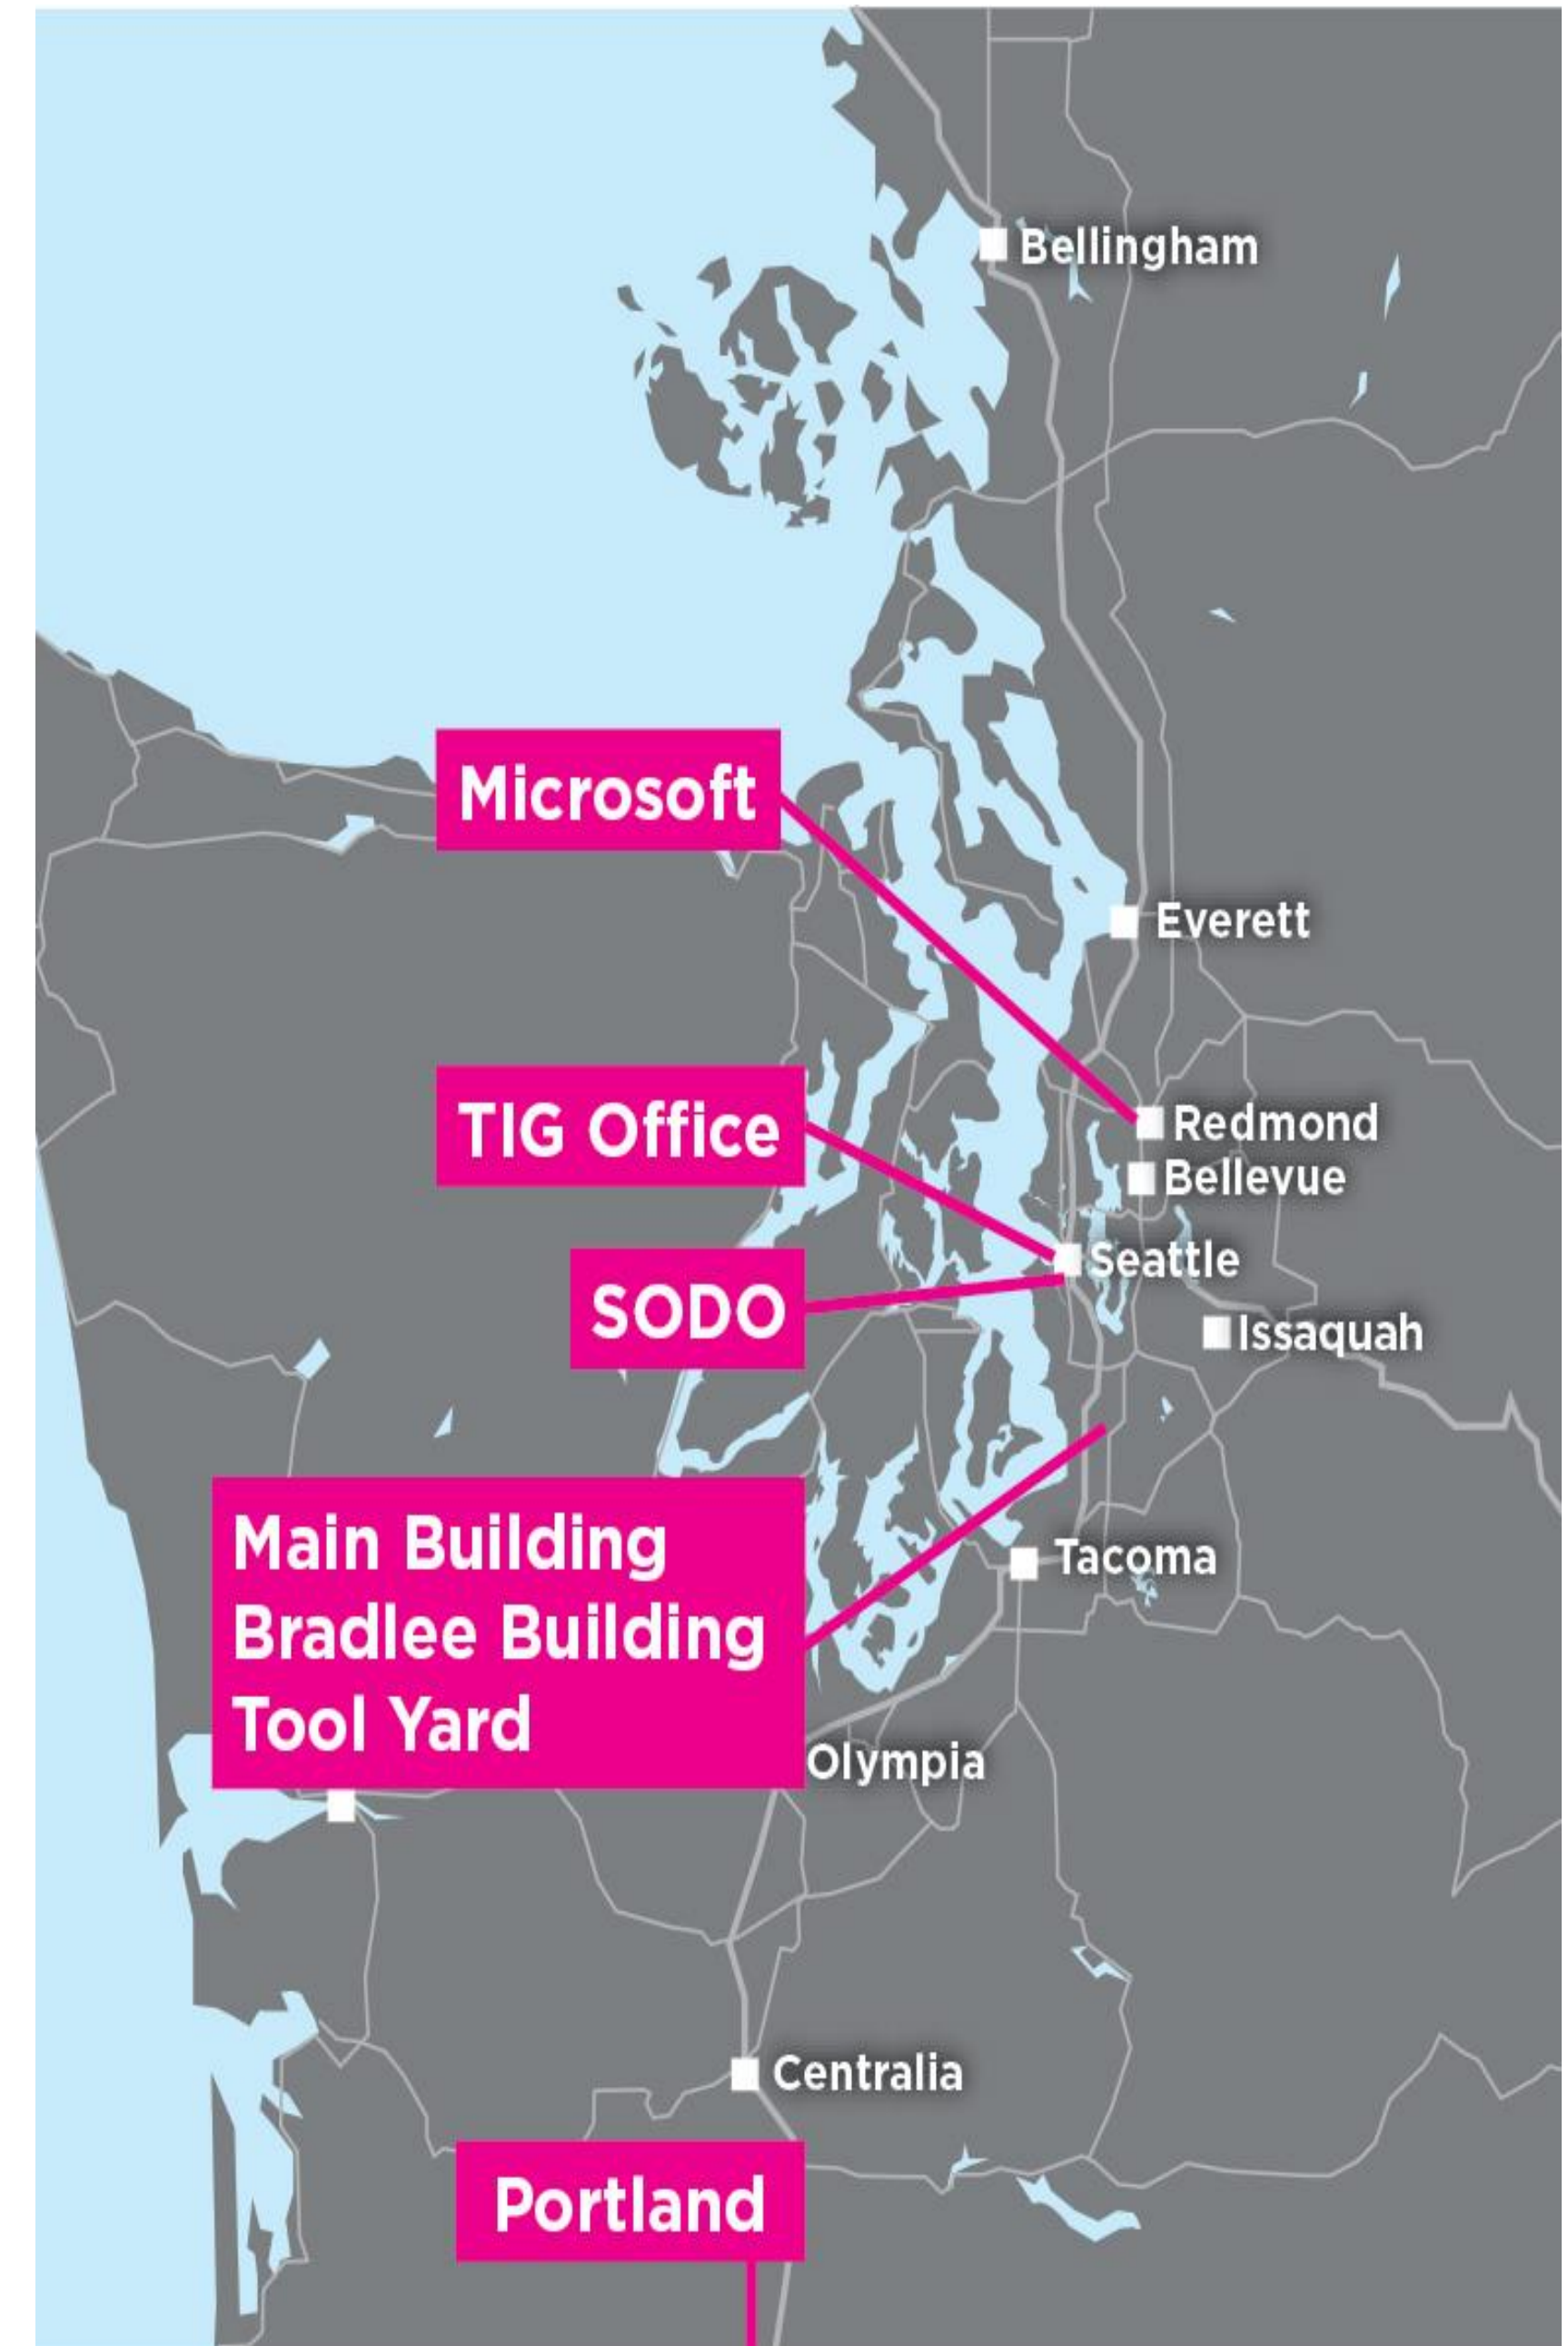 Bellingham
Microsoft
Everett
TIG Office
Redmond
Bellevue
SODO
Seattle
Issaquah
Main Building
Bradlee Building
Tool Yard
Tacoma
Olympia
Centralia
Portland